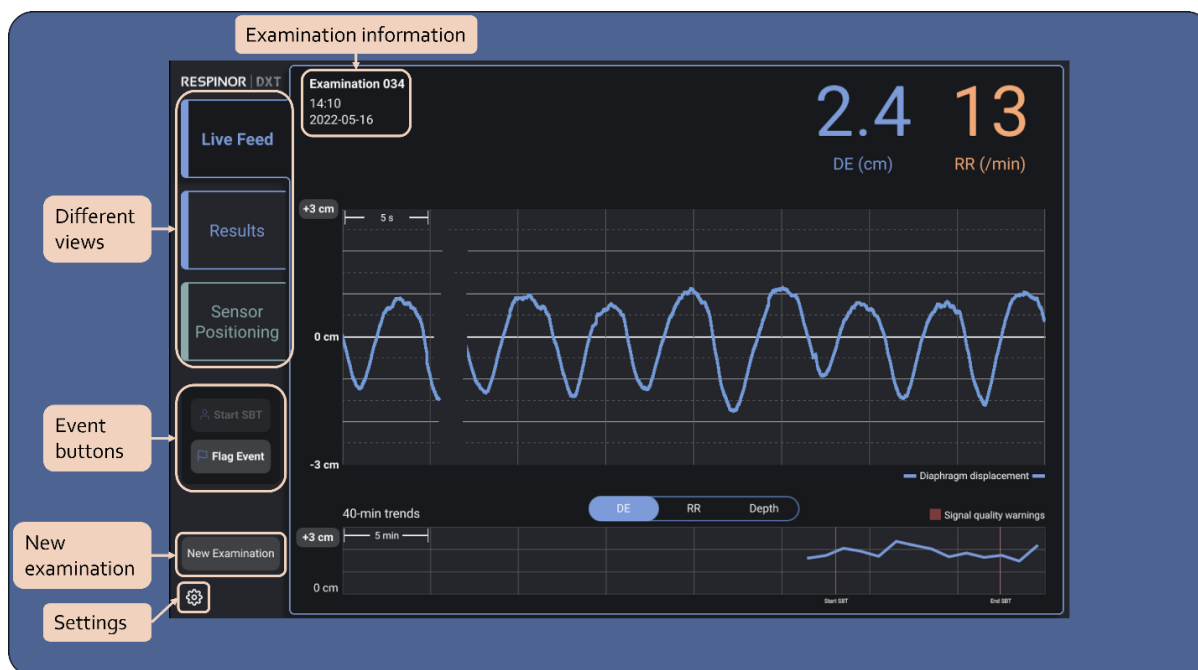 Examination information
RESPINOR | DXT
Examination 034
14:10
2022-05-16
2.4
DE (cm)
13
RR (/min)
Live Feed
Results
Sensor
Positioning
Different
views
+3 cm
5 s
0 cm
-3 cm
Diaphragm displacement
Event
buttons
Start SBT
Flag Event
40-min trends
DE
RR
Depth
Signal quality warnings
New
examination
New Examination
+3 cm
5 min
0 cm
Start SBT
End SBT
Settings